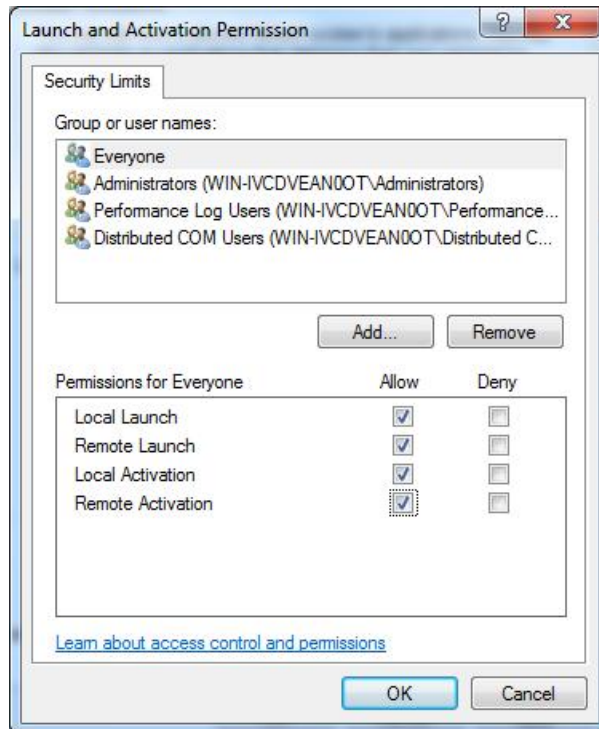 Launch and Activation Permission
Security Limits
Group or user names:
Everyone
Administrators (WIN-IVCDVEAN0OT\Administrators)
Performance Log Users (WIN-IVCDVEAN0OT\Performance...
Distributed COM Users (WIN-IVCDVEAN0OT\Distributed C...
Add... Remove
Permissions for Everyone Allow Deny
Local Launch
Remote Launch
Local Activation
Remote Activation
Learn about access control and permissions
OK Cancel